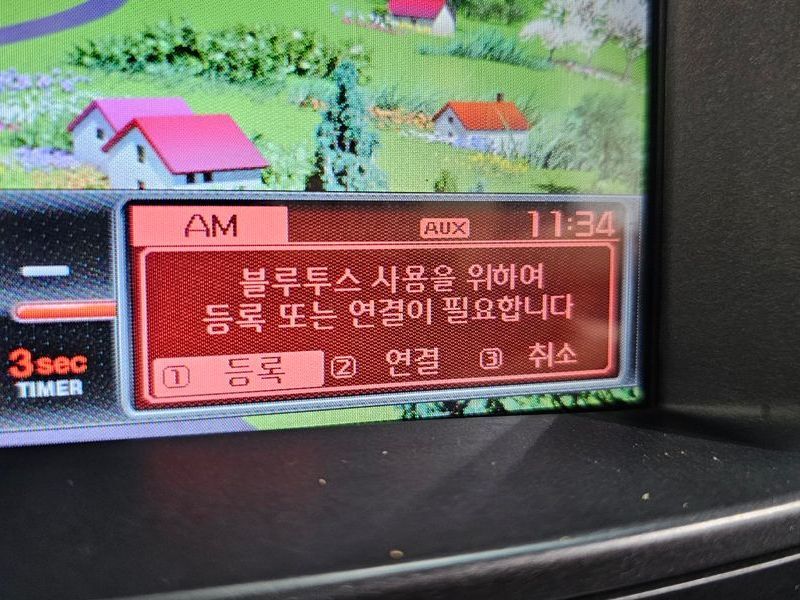 AM AUX 11:34
블루투스 사용을 위하여
등록 또는 연결이 필요합니다
① 등록 ② 연결 ③ 취소
3sec
TIMER